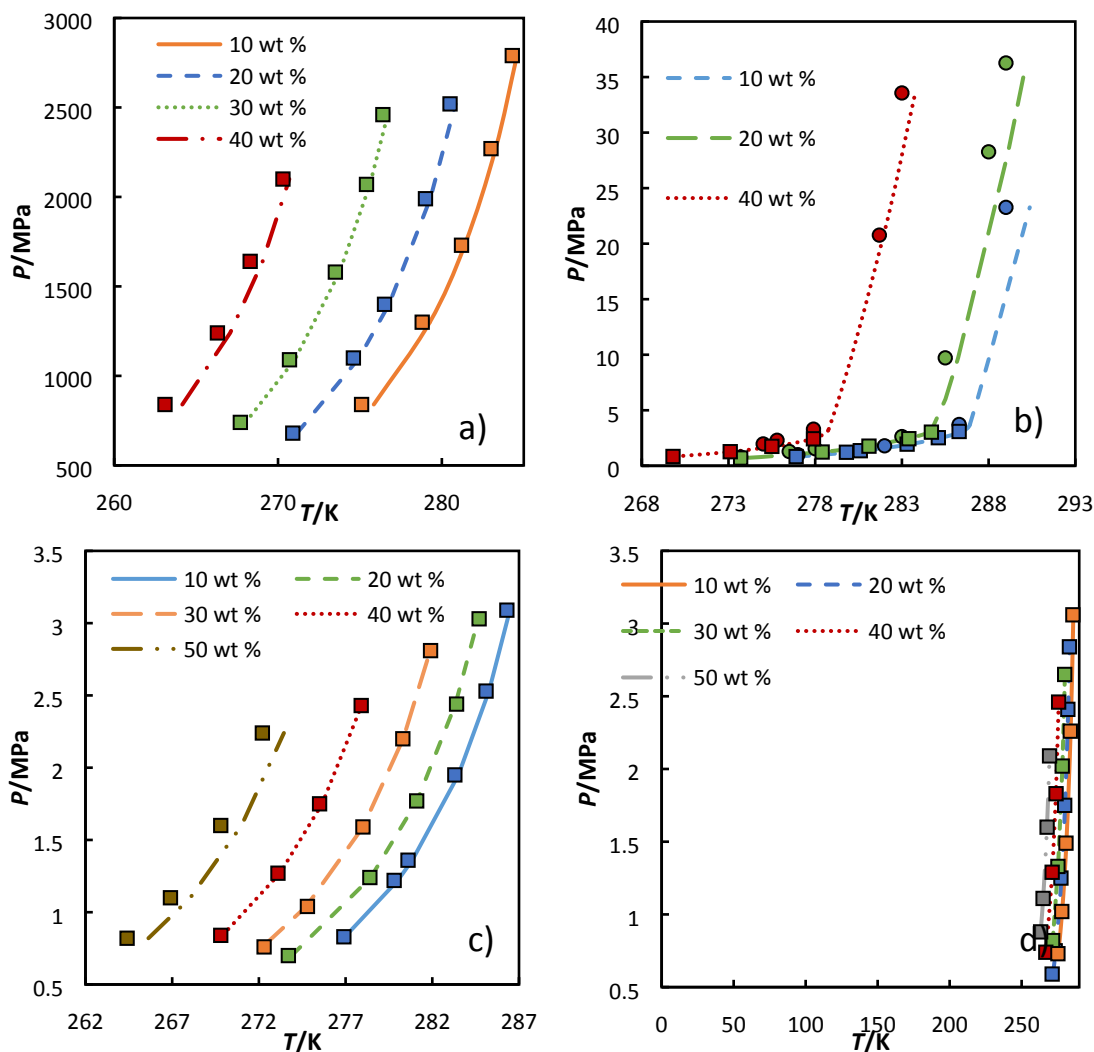 3000
2500
2000
1500
1000
500
P/MPa
10 wt %
20 wt %
30 wt %
40 wt %
a)
260
270
280
T/K
40
35
30
25
20
15
10
5
0
P/MPa
10 wt %
20 wt %
40 wt %
b)
268
273
278
283
288
293
T/K
3.5
3
2.5
2
1.5
1
0.5
P/MPa
10 wt %
20 wt %
30 wt %
40 wt %
50 wt %
c)
262
267
272
277
282
287
T/K
3.5
3
2.5
2
1.5
1
0.5
P/MPa
10 wt %
20 wt %
30 wt %
40 wt %
50 wt %
d
0
50
100
150
200
250
T/K